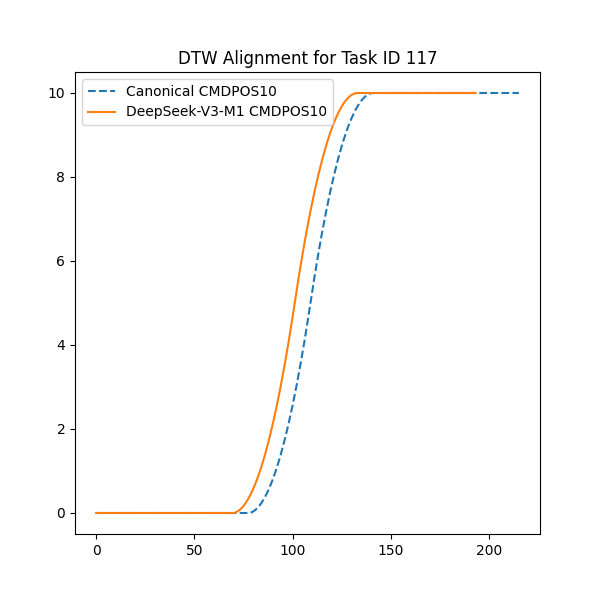 DTW Alignment for Task ID 117
Canonical CMDPOS10
DeepSeek-V3-M1 CMDPOS10
10
8
6
4
2
0
0 50 100 150 200